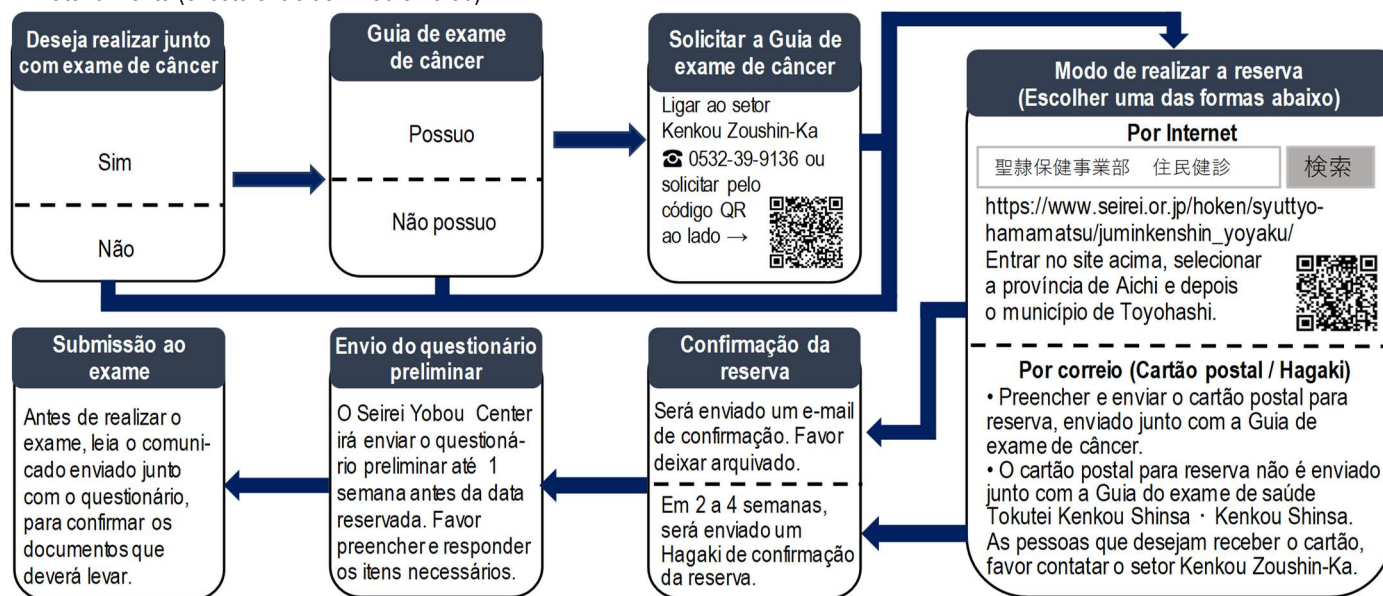 Deseja realizar junto
com exame de câncer
Sim
Não
Guia de exame
de câncer
Possuo
Não possuo
Solicitar a Guia de
exame de câncer
Ligar ao setor
Kenkou Zoushin-Ka
☎ 0532-39-9136 ou
solicitar pelo
código QR
ao lado →
Modo de realizar a reserva
(Escolher uma das formas abaixo)
Por Internet
聖隷保健事業部 住民健診 検索
https://www.seirei.or.jp/hoken/syuttyo-
hamamatsu/juminkenshin_yoyaku/
Entrar no site acima, selecionar
a província de Aichi e depois
o município de Toyohashi.
Por correio (Cartão postal / Hagaki)
• Preencher e enviar o cartão postal para
reserva, enviado junto com a Guia de
exame de câncer.
• O cartão postal para reserva não é enviado
junto com a Guia do exame de saúde
Tokutei Kenkou Shinsa・Kenkou Shinsa.
As pessoas que desejam receber o cartão,
favor contatar o setor Kenkou Zoushin-Ka.
Confirmação da
reserva
Será enviado um e-mail
de confirmação. Favor
deixar arquivado.
Em 2 a 4 semanas,
será enviado um
Hagaki de confirmação
da reserva.
Envio do questionário
preliminar
O Seirei Yobou Center
irá enviar o questioná-
rio preliminar até 1
semana antes da data
reservada. Favor
preencher e responder
os itens necessários.
Submissão ao
exame
Antes de realizar o
exame, leia o comuni-
cado enviado junto
com o questionário,
para confirmar os
documentos que
deverá levar.